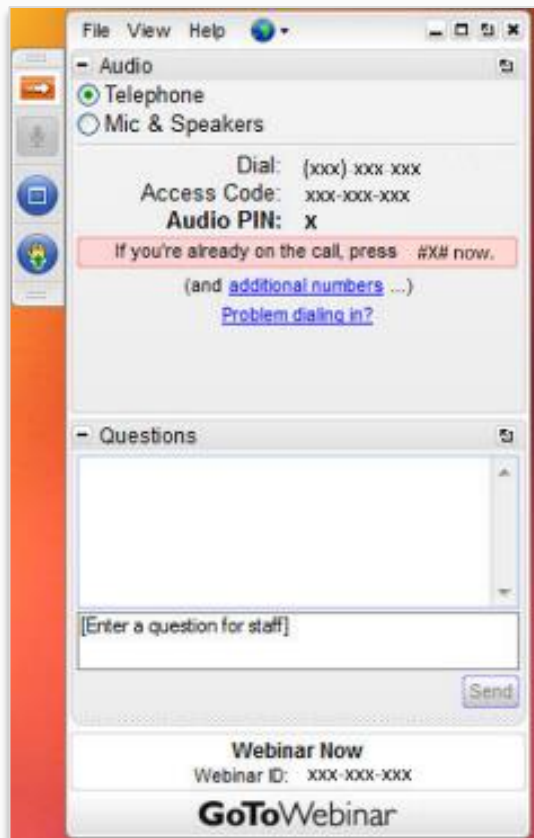 File View Help
Audio
Telephone
Mic & Speakers
Dial: (xxx) xxx xxx
Access Code: xxx-xxx-xxx
Audio PIN: x
If you're already on the call, press #X# now.
(and additional numbers ...)
Problem dialing in?
Questions
[Enter a question for staff]
Send
Webinar Now
Webinar ID: xxx-xxx-xxx
GoToWebinar